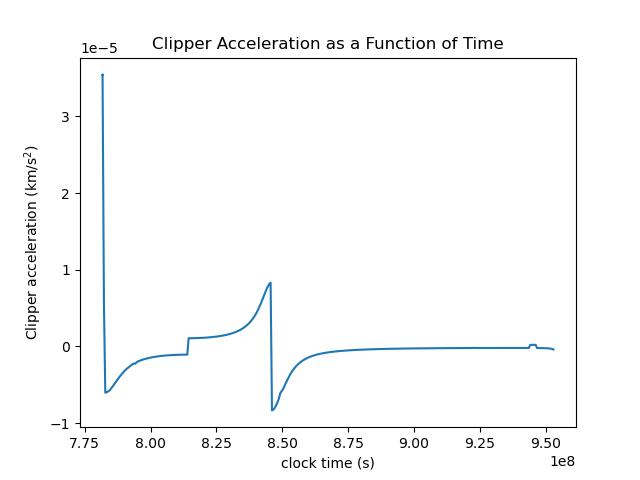 Clipper Acceleration as a Function of Time
1e−5
3
2
1
0
−1
Clipper acceleration (km/s²)
7.75 8.00 8.25 8.50 8.75 9.00 9.25 9.50
clock time (s)
1e8